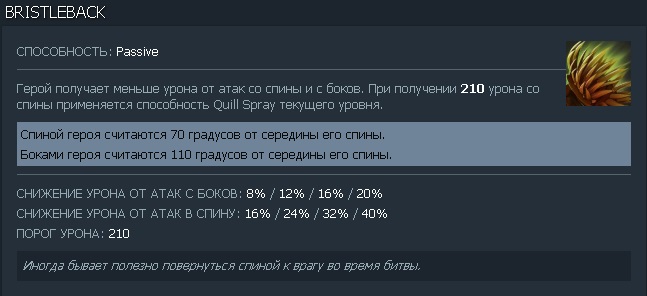 BRISTLEBACK
СПОСОБНОСТЬ: Passive
Герой получает меньше урона от атак со спины и с боков. При получении 210 урона со
спины применяется способность Quill Spray текущего уровня.
Спиной героя считаются 70 градусов от середины его спины.
Боками героя считаются 110 градусов от середины его спины.
СНИЖЕНИЕ УРОНА ОТ АТАК С БОКОВ: 8% / 12% / 16% / 20%
СНИЖЕНИЕ УРОНА ОТ АТАК В СПИНУ: 16% / 24% / 32% / 40%
ПОРОГ УРОНА: 210
Иногда бывает полезно повернуться спиной к врагу во время битвы.